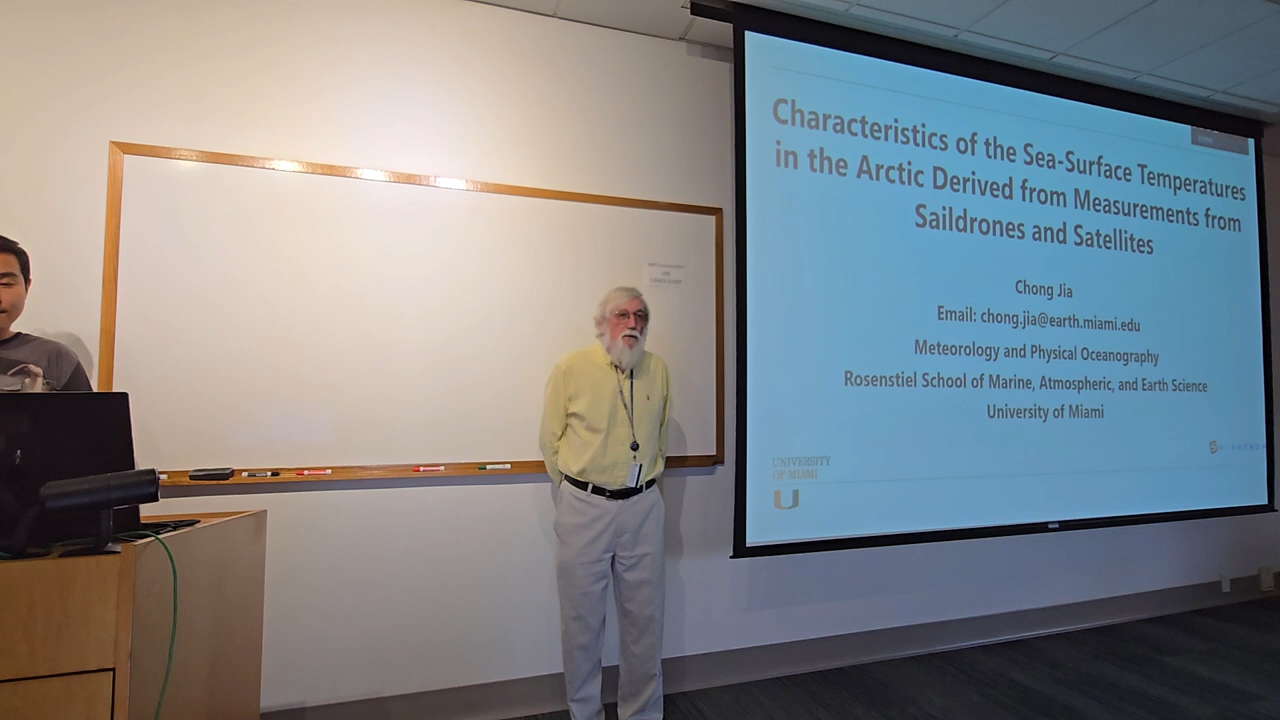 Characteristics of the Sea-Surface Temperatures
in the Arctic Derived from Measurements from
Saildrones and Satellites
Chong Jia
Email: chong.jia@earth.miami.edu
Meteorology and Physical Oceanography
Rosenstiel School of Marine, Atmospheric, and Earth Science
University of Miami
UNIVERSITY
OF MIAMI